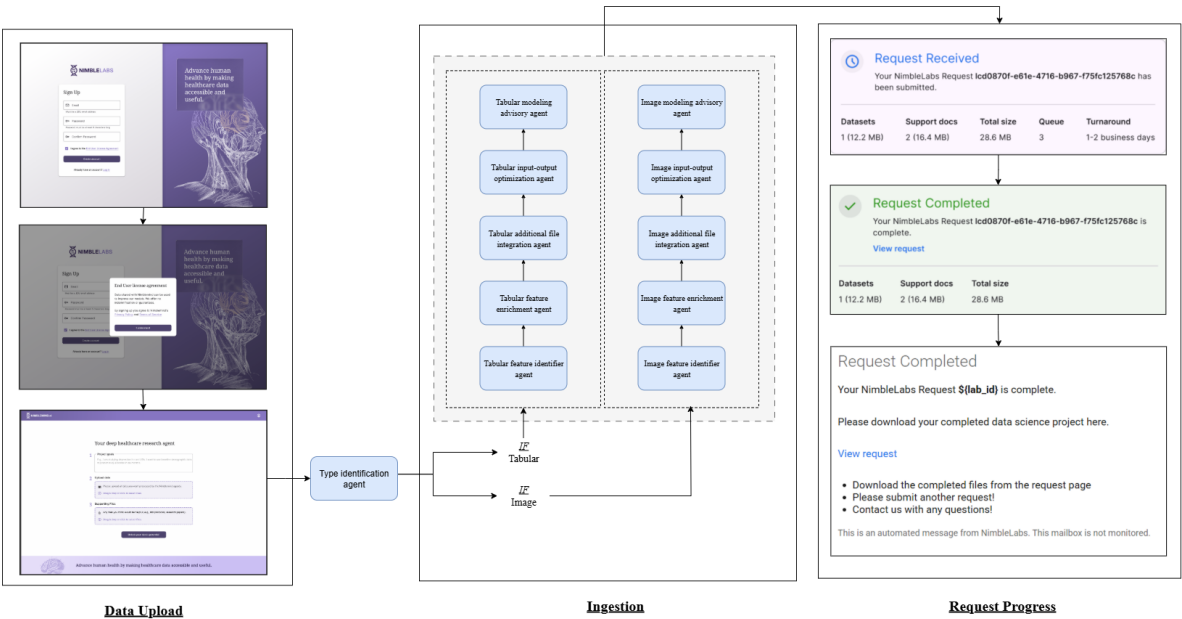 NIMBLELABS
Advance human
health by making
healthcare data
accessible and
useful.
Sign Up
Email
Password
Confirm Password
NIMBLELABS
Advance human
health by making
healthcare data
accessible and
useful.
Sign Up
End User license agreement
Your deep healthcare research agent
Advance human health by making healthcare data accessible and useful.
Data Upload
Type identification
agent
IF
Tabular
IF
Image
Tabular modeling
advisory agent
Tabular input-output
optimization agent
Tabular additional file
integration agent
Tabular feature
enrichment agent
Tabular feature identifier
agent
Image modeling advisory
agent
Image input-output
optimization agent
Image additional file
integration agent
Image feature enrichment
agent
Image feature identifier
agent
Ingestion
Request Received
Your NimbleLabs Request lcd0870f-e61e-4716-b967-f75fc125768c has
been submitted.
Datasets Support docs Total size Queue Turnaround
1 (12.2 MB) 2 (16.4 MB) 28.6 MB 3 1-2 business days
Request Completed
Your NimbleLabs Request lcd0870f-e61e-4716-b967-f75fc125768c is
complete.
View request
Datasets Support docs Total size
1 (12.2 MB) 2 (16.4 MB) 28.6 MB
Request Completed
Your NimbleLabs Request ${lab_id} is complete.
Please download your completed data science project here.
View request
• Download the completed files from the request page
• Please submit another request!
• Contact us with any questions!
This is an automated message from NimbleLabs. This mailbox is not monitored.
Request Progress